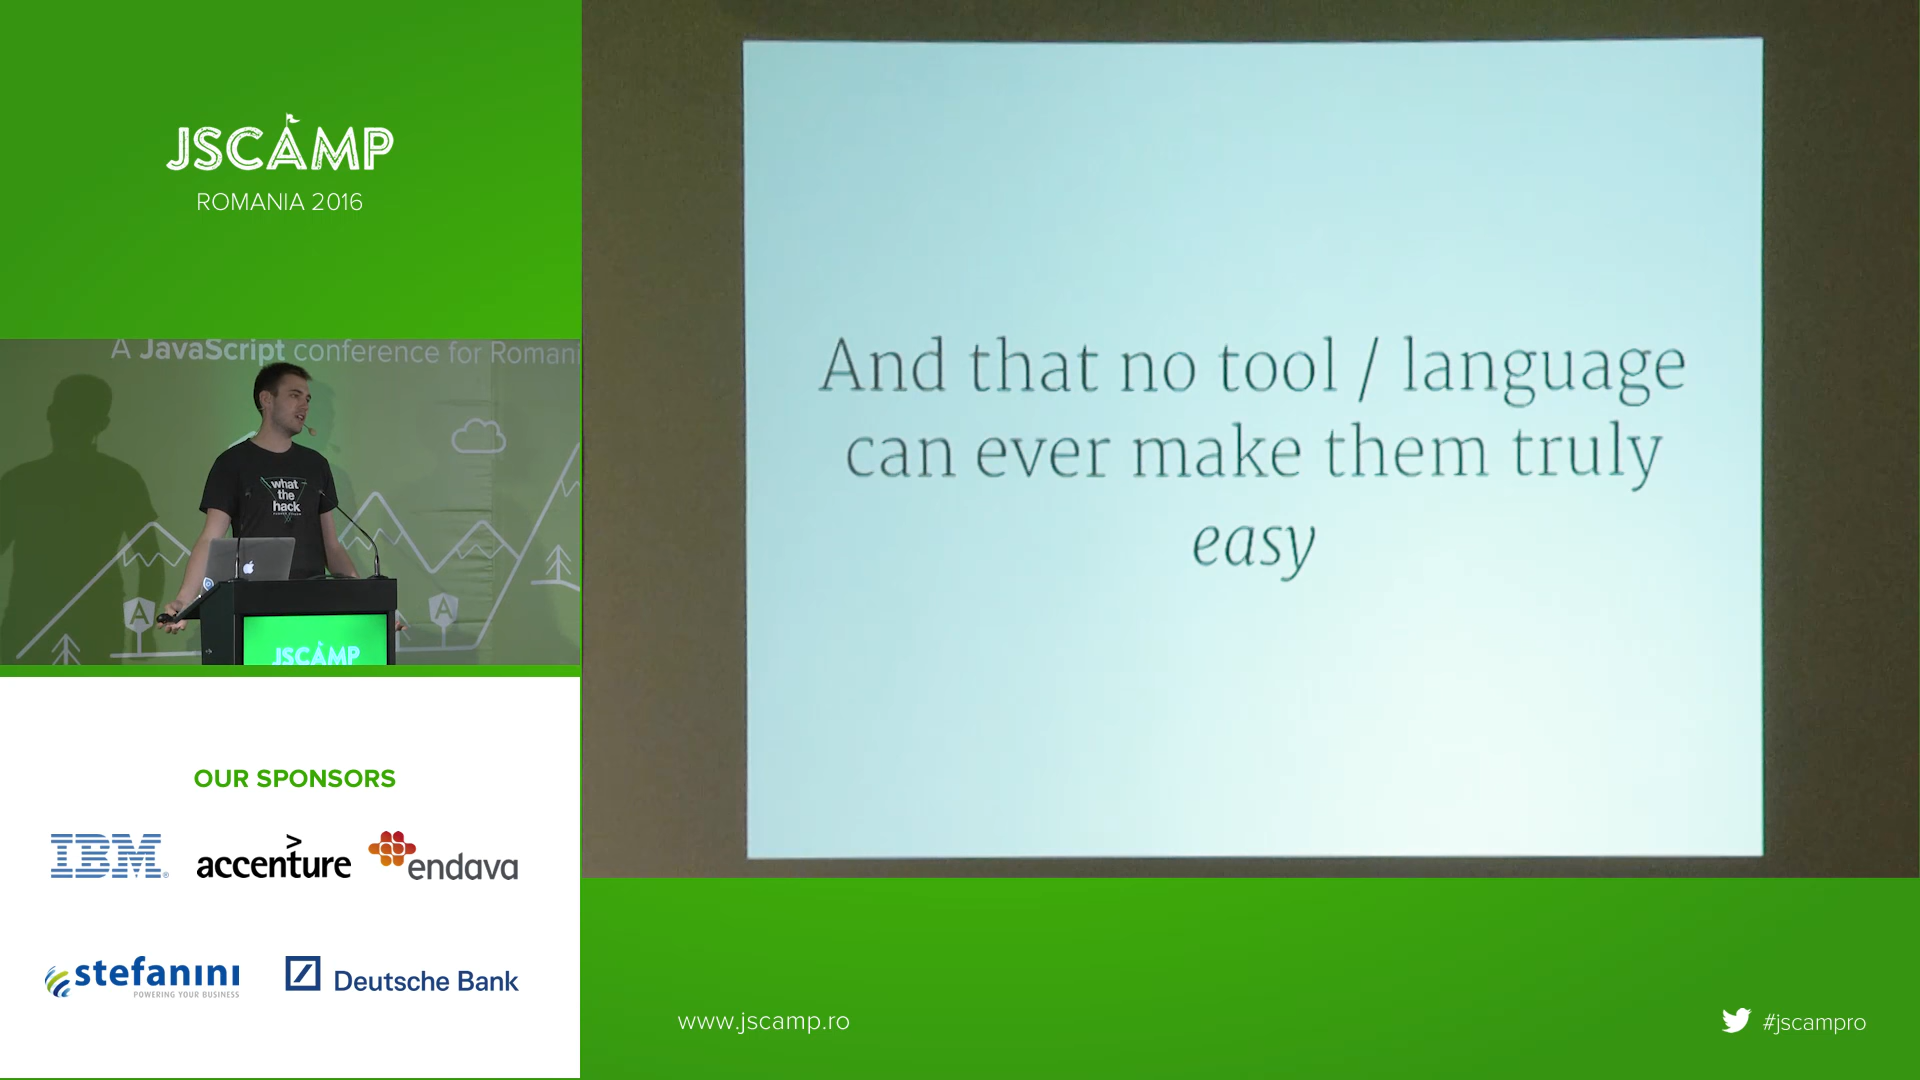 JSCAMP
ROMANIA 2016
A JavaScript conference for Romani
what
the
hack
JSCAMP
OUR SPONSORS
IBM
accenture
endava
stefanini
POWERING YOUR BUSINESS
Deutsche Bank
And that no tool / language
can ever make them truly
easy
www.jscamp.ro
#jscampro